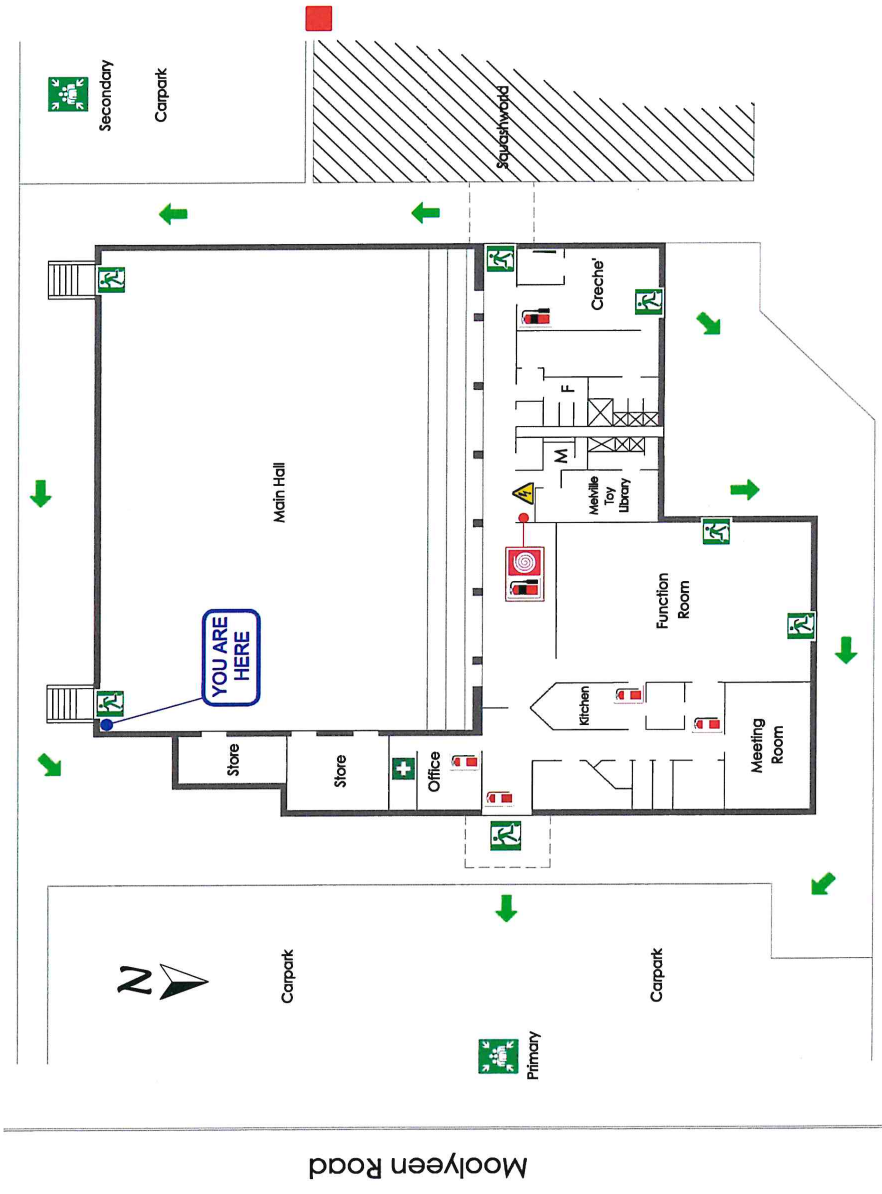 Secondary
Carpark
Squashworld
Creche'
F
M
Main Hall
Melville
Toy
Library
YOU ARE
HERE
Function
Room
Kitchen
Store
Store
Office
Meeting
Room
N
Carpark
Carpark
Primary
Moolyeen Road